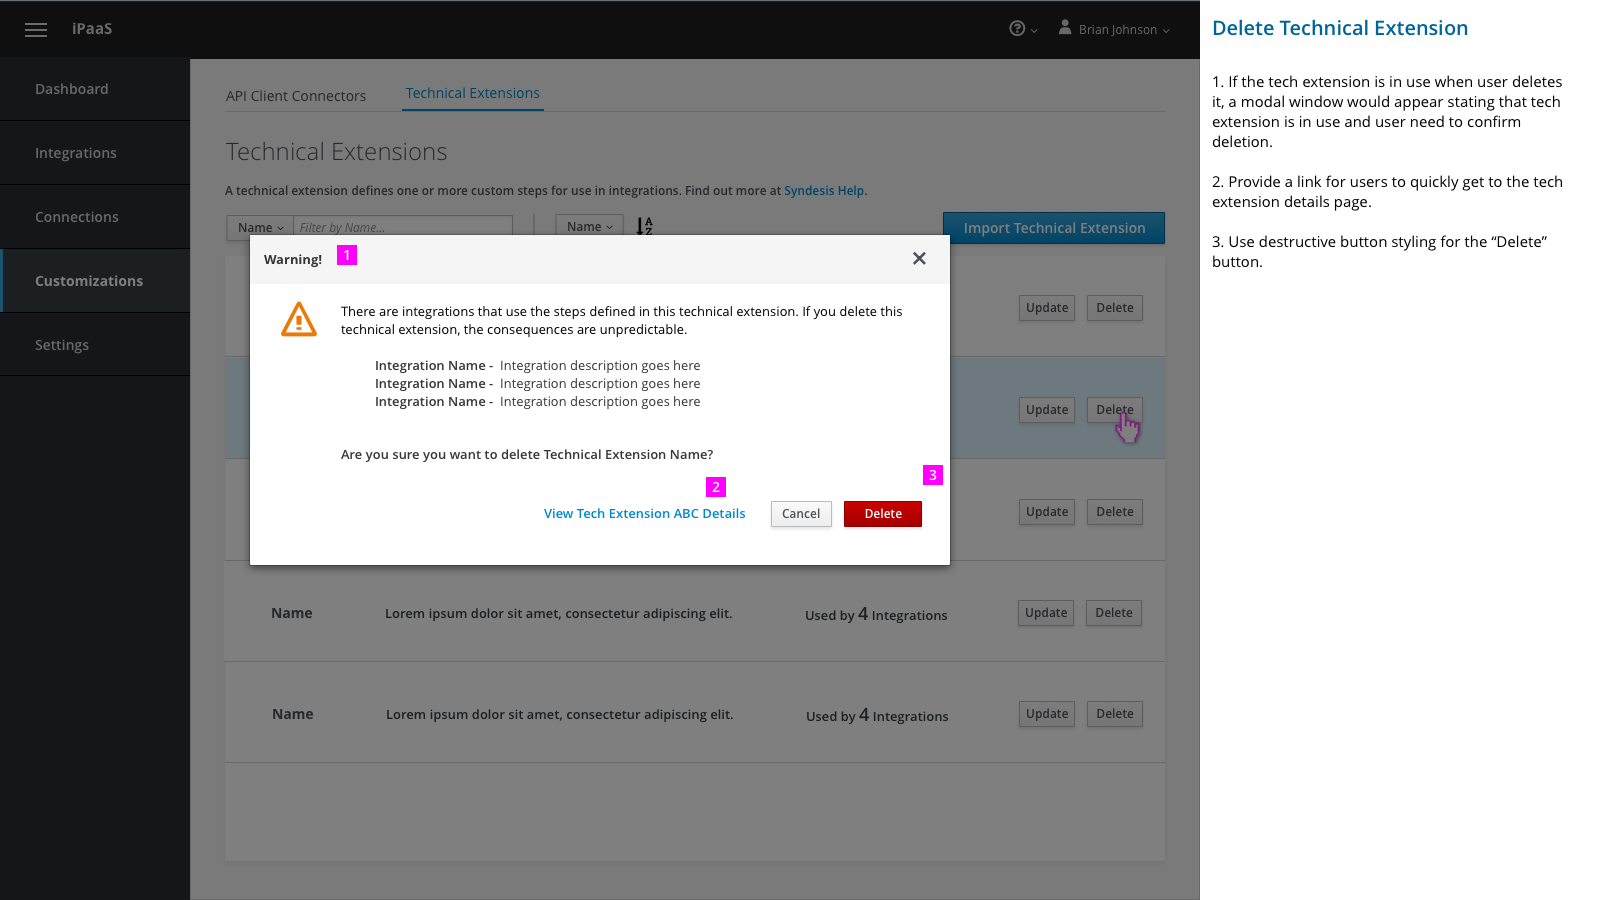 iPaaS
Brian Johnson
Dashboard
Integrations
Connections
Customizations
Settings
API Client Connectors
Technical Extensions
Technical Extensions
A technical extension defines one or more custom steps for use in integrations. Find out more at Syndesis Help.
Name
Filter by Name...
Name
A
Z
Import Technical Extension
Update
Delete
Update
Delete
Update
Delete
Warning!
1
There are integrations that use the steps defined in this technical extension. If you delete this
technical extension, the consequences are unpredictable.
Integration Name - Integration description goes here
Integration Name - Integration description goes here
Integration Name - Integration description goes here
Are you sure you want to delete Technical Extension Name?
2
3
View Tech Extension ABC Details
Cancel
Delete
Name
Lorem ipsum dolor sit amet, consectetur adipiscing elit.
Used by 4 Integrations
Update
Delete
Name
Lorem ipsum dolor sit amet, consectetur adipiscing elit.
Used by 4 Integrations
Update
Delete
Delete Technical Extension
1. If the tech extension is in use when user deletes
it, a modal window would appear stating that tech
extension is in use and user need to confirm
deletion.
2. Provide a link for users to quickly get to the tech
extension details page.
3. Use destructive button styling for the “Delete”
button.